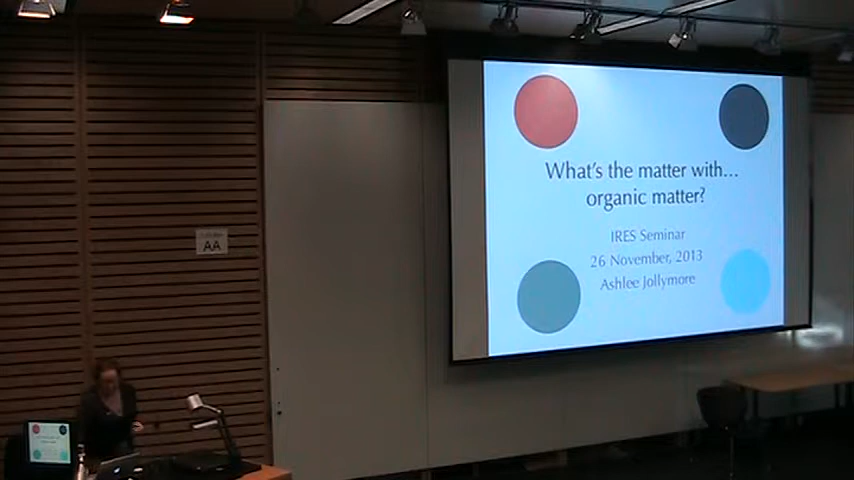 What's the matter with...
organic matter?
IRES Seminar
26 November, 2013
Ashlee Jollymore
AA